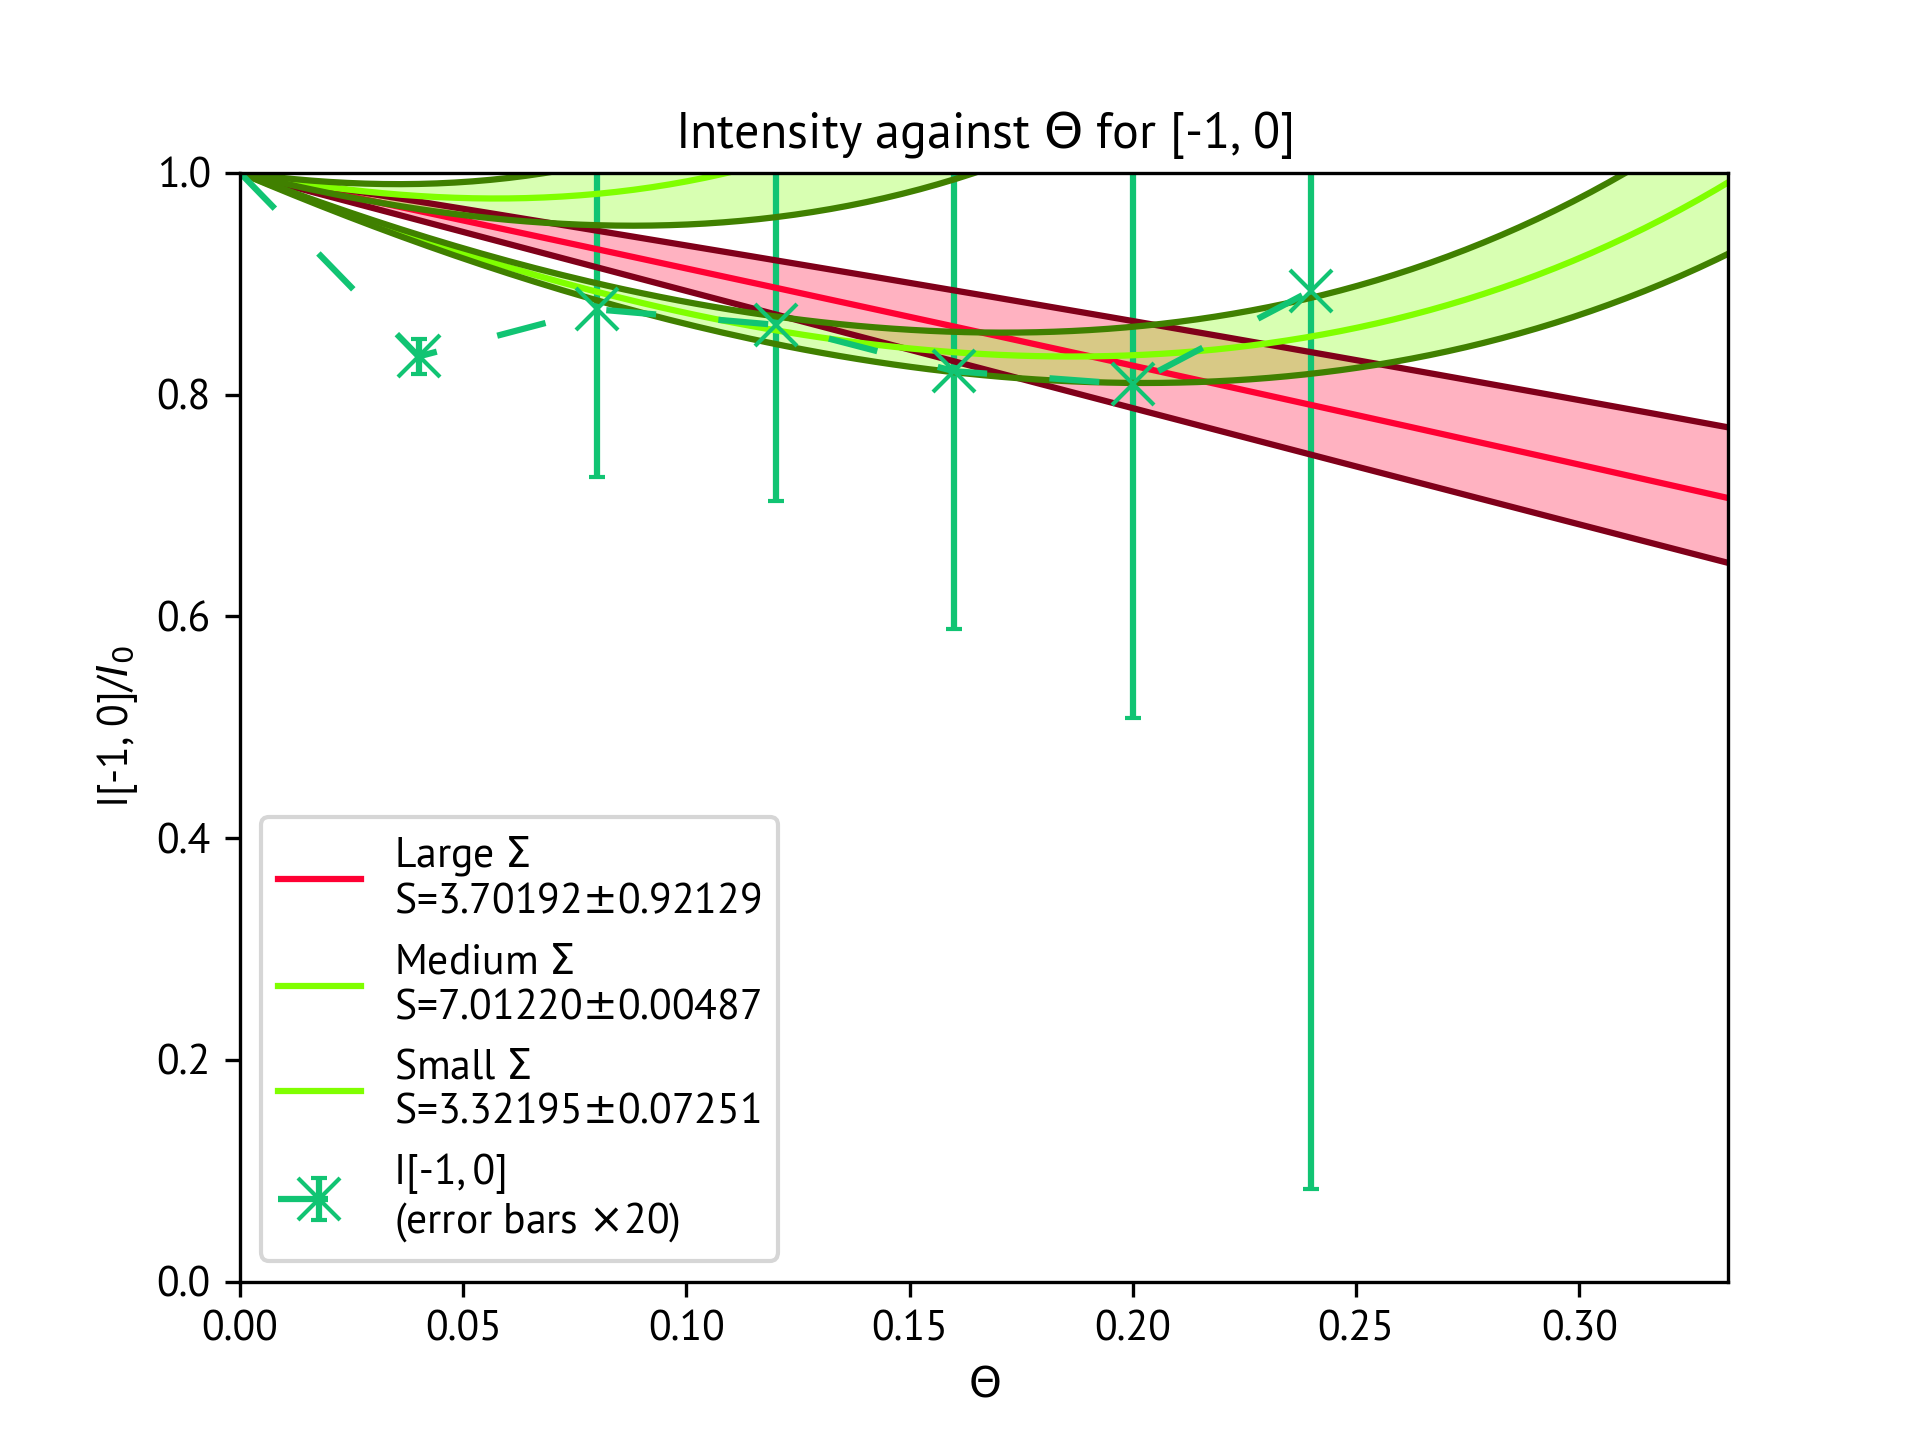 Intensity against Θ for [-1, 0]
I[-1, 0]/I₀
1.0
0.8
0.6
0.4
0.2
0.0
Large Σ
S=3.70192±0.92129
Medium Σ
S=7.01220±0.00487
Small Σ
S=3.32195±0.07251
I[-1, 0]
(error bars ×20)
0.00 0.05 0.10 0.15 0.20 0.25 0.30
Θ